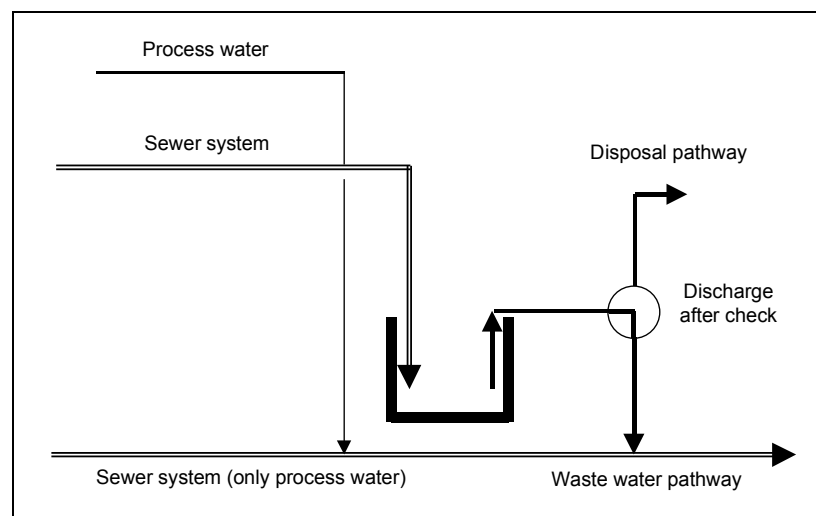 Process water
Sewer system
Disposal pathway
Discharge
after check
Sewer system (only process water)
Waste water pathway